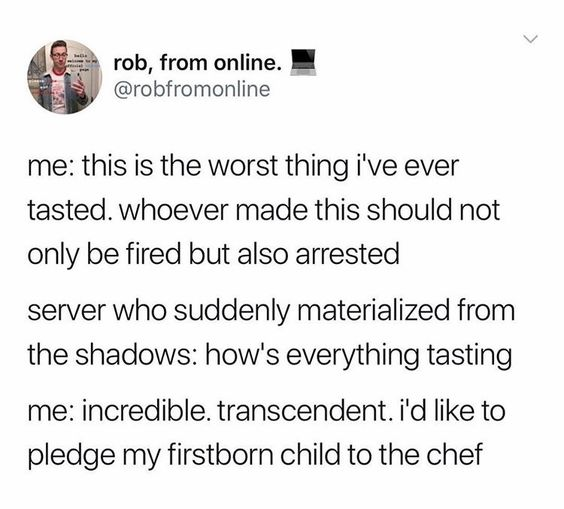 rob, from online. 💻
@robfromonline
me: this is the worst thing i've ever
tasted. whoever made this should not
only be fired but also arrested
server who suddenly materialized from
the shadows: how's everything tasting
me: incredible. transcendent. i'd like to
pledge my firstborn child to the chef